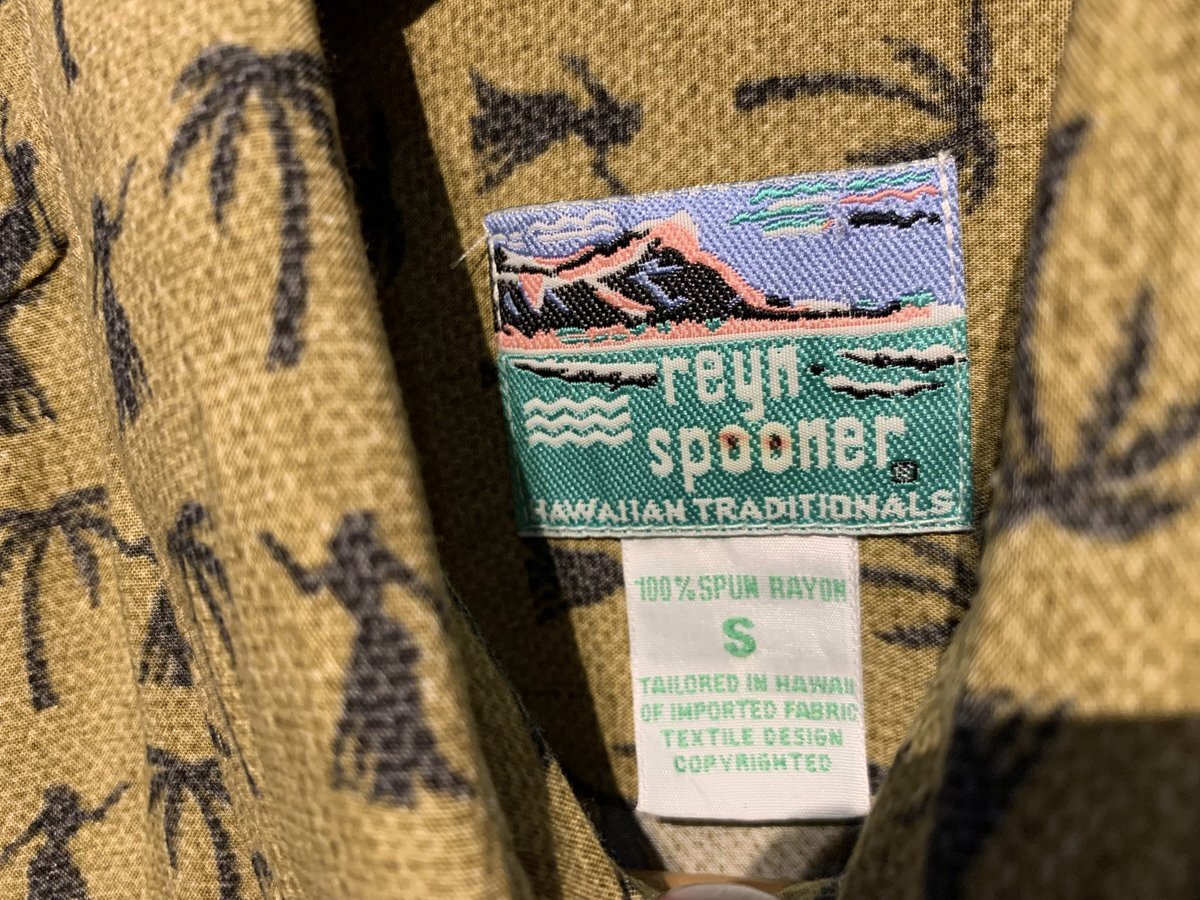 reyn
spooner®
HAWAIIAN TRADITIONALS
100% SPUN RAYON
S
TAILORED IN HAWAII
OF IMPORTED FABRIC
TEXTILE DESIGN
COPYRIGHTED